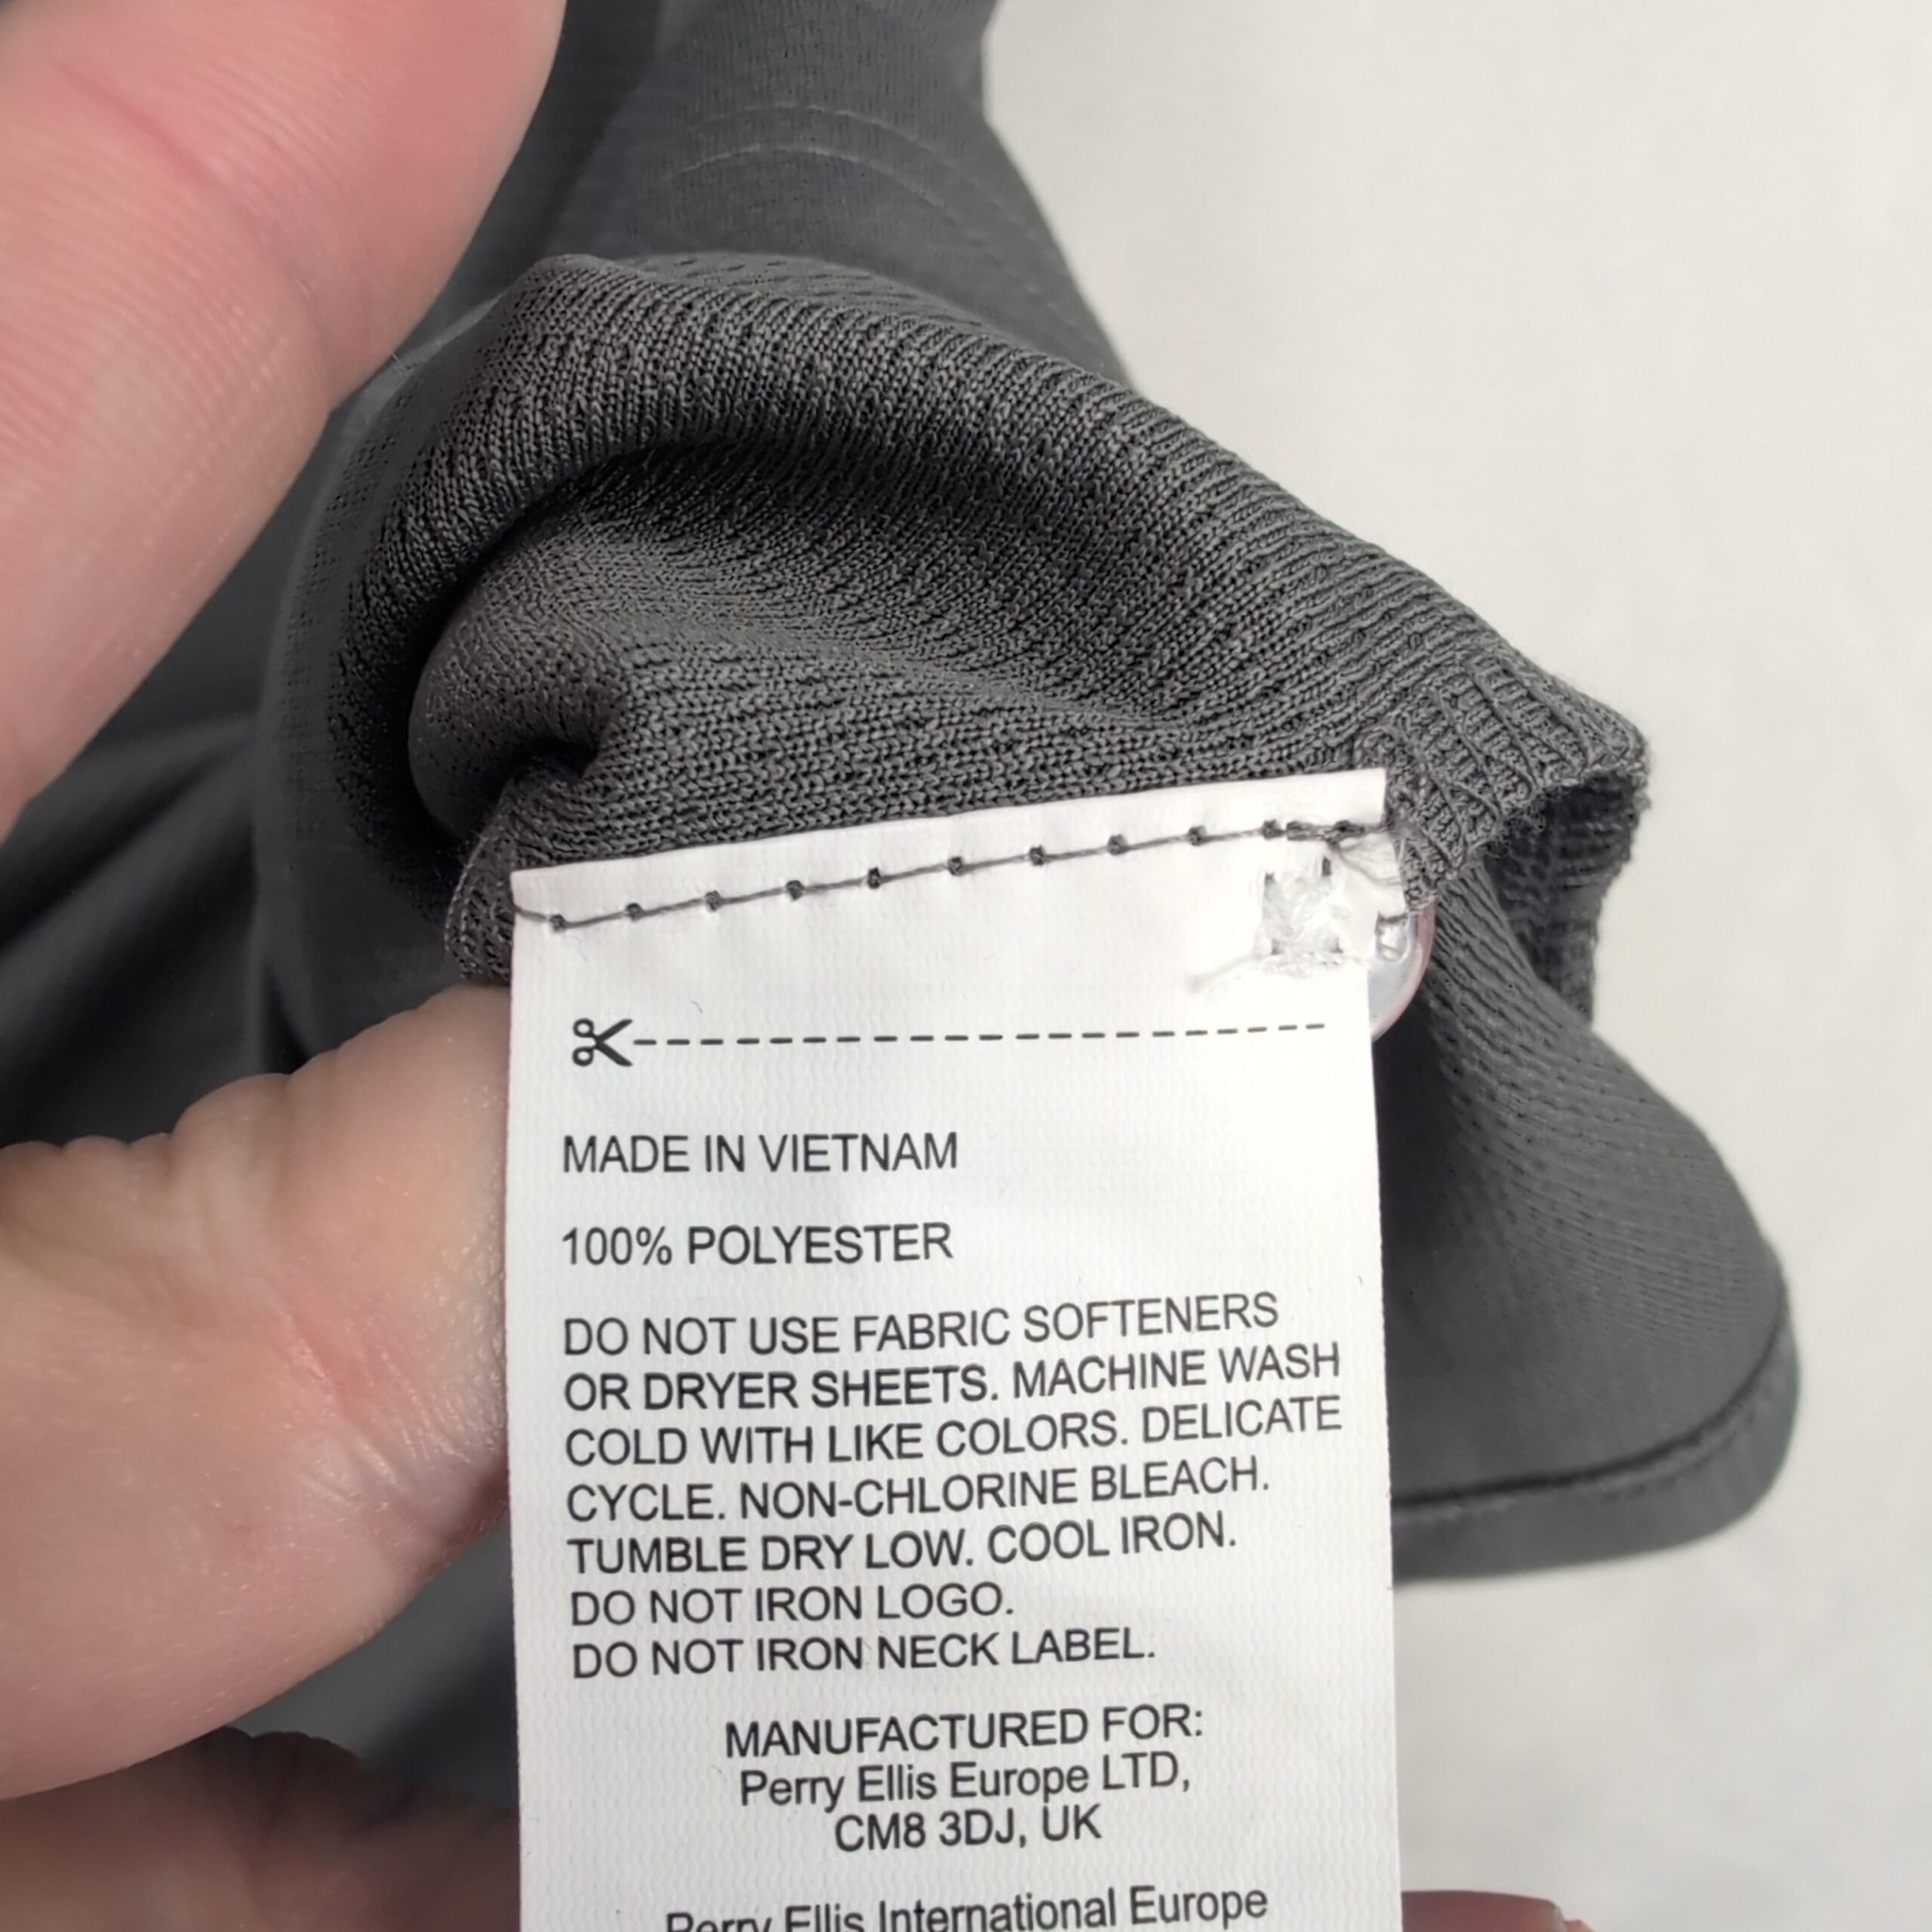 MADE IN VIETNAM
100% POLYESTER
DO NOT USE FABRIC SOFTENERS
OR DRYER SHEETS. MACHINE WASH
COLD WITH LIKE COLORS. DELICATE
CYCLE. NON-CHLORINE BLEACH.
TUMBLE DRY LOW. COOL IRON.
DO NOT IRON LOGO.
DO NOT IRON NECK LABEL.
MANUFACTURED FOR:
Perry Ellis Europe LTD,
CM8 3DJ, UK
Perry Ellis International Europe